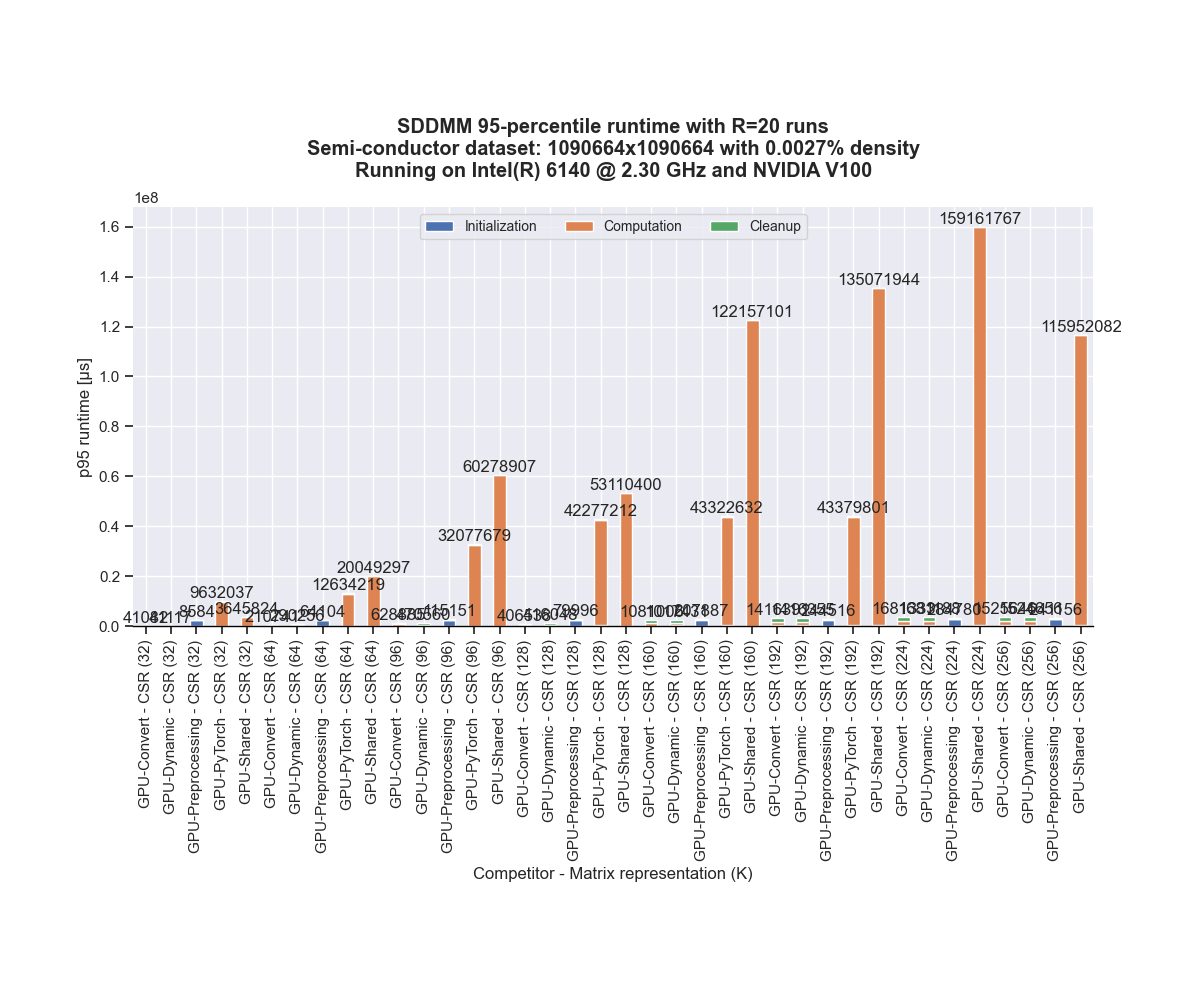 SDDMM 95-percentile runtime with R=20 runs
Semi-conductor dataset: 1090664x1090664 with 0.0027% density
Running on Intel(R) 6140 @ 2.30 GHz and NVIDIA V100
1e8
Initialization Computation Cleanup
159161767
135071944
122157101
115952082
60278907
53110400
43322632
43379801
42277212
32077679
20049297
12634219
9632037
3645824
1.6
1.4
1.2
1.0
0.8
0.6
0.4
0.2
0.0
p95 runtime [µs]
GPU-Convert - CSR (32)
GPU-Dynamic - CSR (32)
GPU-Preprocessing - CSR (32)
GPU-PyTorch - CSR (32)
GPU-Shared - CSR (32)
GPU-Convert - CSR (64)
GPU-Dynamic - CSR (64)
GPU-Preprocessing - CSR (64)
GPU-PyTorch - CSR (64)
GPU-Shared - CSR (64)
GPU-Convert - CSR (96)
GPU-Dynamic - CSR (96)
GPU-Preprocessing - CSR (96)
GPU-PyTorch - CSR (96)
GPU-Shared - CSR (96)
GPU-Convert - CSR (128)
GPU-Dynamic - CSR (128)
GPU-Preprocessing - CSR (128)
GPU-PyTorch - CSR (128)
GPU-Shared - CSR (128)
GPU-Convert - CSR (160)
GPU-Dynamic - CSR (160)
GPU-Preprocessing - CSR (160)
GPU-PyTorch - CSR (160)
GPU-Shared - CSR (160)
GPU-Convert - CSR (192)
GPU-Dynamic - CSR (192)
GPU-Preprocessing - CSR (192)
GPU-PyTorch - CSR (192)
GPU-Shared - CSR (192)
GPU-Convert - CSR (224)
GPU-Dynamic - CSR (224)
GPU-Preprocessing - CSR (224)
GPU-Shared - CSR (224)
GPU-Convert - CSR (256)
GPU-Dynamic - CSR (256)
GPU-Preprocessing - CSR (256)
GPU-Shared - CSR (256)
Competitor - Matrix representation (K)